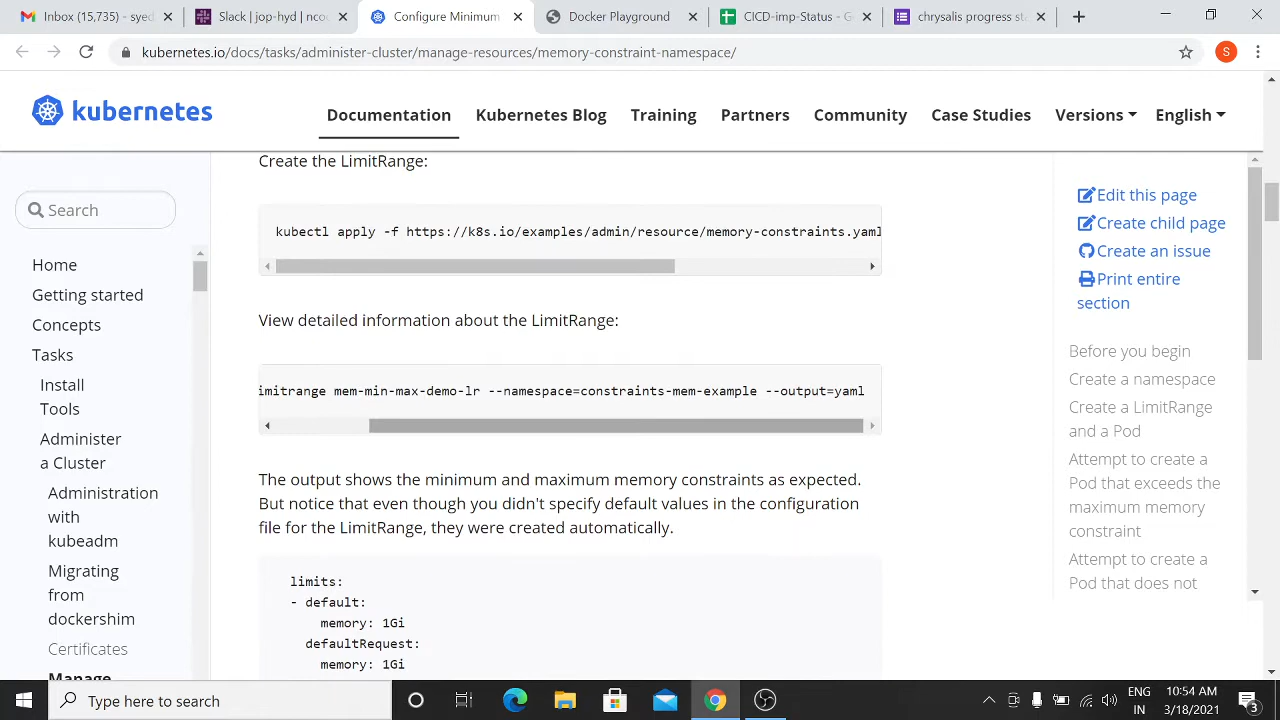 Inbox (15,735) - syed
Slack | jop-hyd | nco
Configure Minimum
Docker Playground
CICD-imp-Status - G
chrysalis progress st
kubernetes.io/docs/tasks/administer-cluster/manage-resources/memory-constraint-namespace/
S
kubernetes
Documentation
Kubernetes Blog
Training
Partners
Community
Case Studies
Versions
English
Search
Home
Getting started
Concepts
Tasks
Install
Tools
Administer
a Cluster
Administration
with
kubeadm
Migrating
from
dockershim
Certificates
Manage
Create the LimitRange:
kubectl apply -f https://k8s.io/examples/admin/resource/memory-constraints.yaml
View detailed information about the LimitRange:
imitrange mem-min-max-demo-lr --namespace=constraints-mem-example --output=yaml
The output shows the minimum and maximum memory constraints as expected.
But notice that even though you didn't specify default values in the configuration
file for the LimitRange, they were created automatically.
limits:
- default:
memory: 1Gi
defaultRequest:
memory: 1Gi
Edit this page
Create child page
Create an issue
Print entire
section
Before you begin
Create a namespace
Create a LimitRange
and a Pod
Attempt to create a
Pod that exceeds the
maximum memory
constraint
Attempt to create a
Pod that does not
Type here to search
ENG
IN
10:54 AM
3/18/2021
3